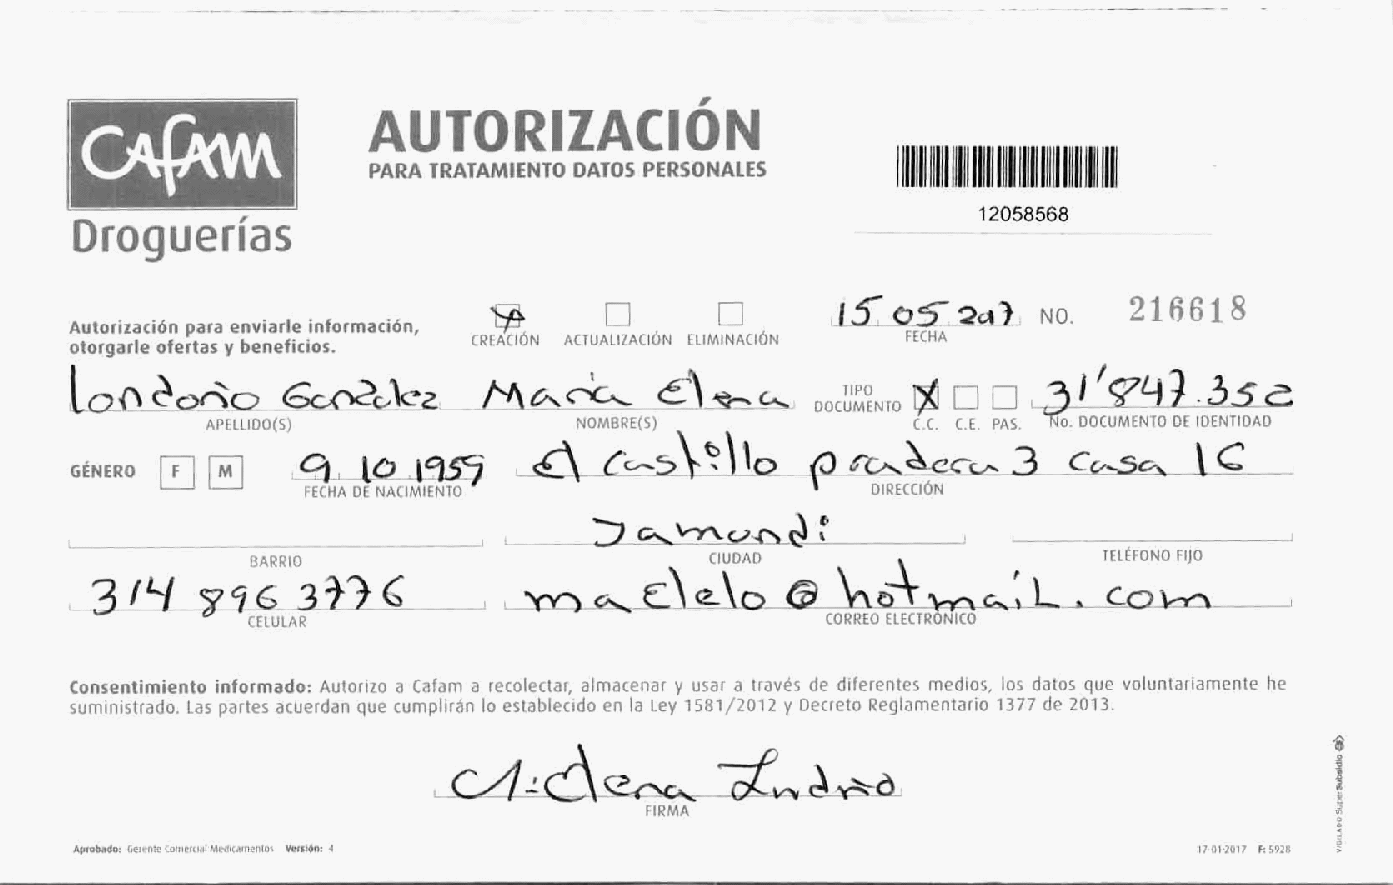 CAFAM
Droguerías
AUTORIZACIÓN
PARA TRATAMIENTO DATOS PERSONALES
12058568
Autorización para enviarle información,
otorgarle ofertas y beneficios.
CREACIÓN ACTUALIZACIÓN ELIMINACIÓN
15 05 2017 NO. 216618
FECHA
Londoño González María Elena TIPO DOCUMENTO X 31'847.352
APELLIDO(S) NOMBRE(S) C.C. C.E. PAS. No. DOCUMENTO DE IDENTIDAD
GÉNERO F M 9.10.1959 El Castillo pradera 3 casa 16
FECHA DE NACIMIENTO DIRECCIÓN
Jamundi
BARRIO CIUDAD TELÉFONO FIJO
314 896 3776 maelelo@hotmaiL.com
CELULAR CORREO ELECTRÓNICO
Consentimiento informado: Autorizo a Cafam a recolectar, almacenar y usar a través de diferentes medios, los datos que voluntariamente he
suministrado. Las partes acuerdan que cumplirán lo establecido en la Ley 1581/2012 y Decreto Reglamentario 1377 de 2013.
M:Elena Londoño
FIRMA
Aprobado: Gerente Comercial Medicamentos Versión: 4
17-01-2017 F: 5928
VIGILADO SuperSubsidio